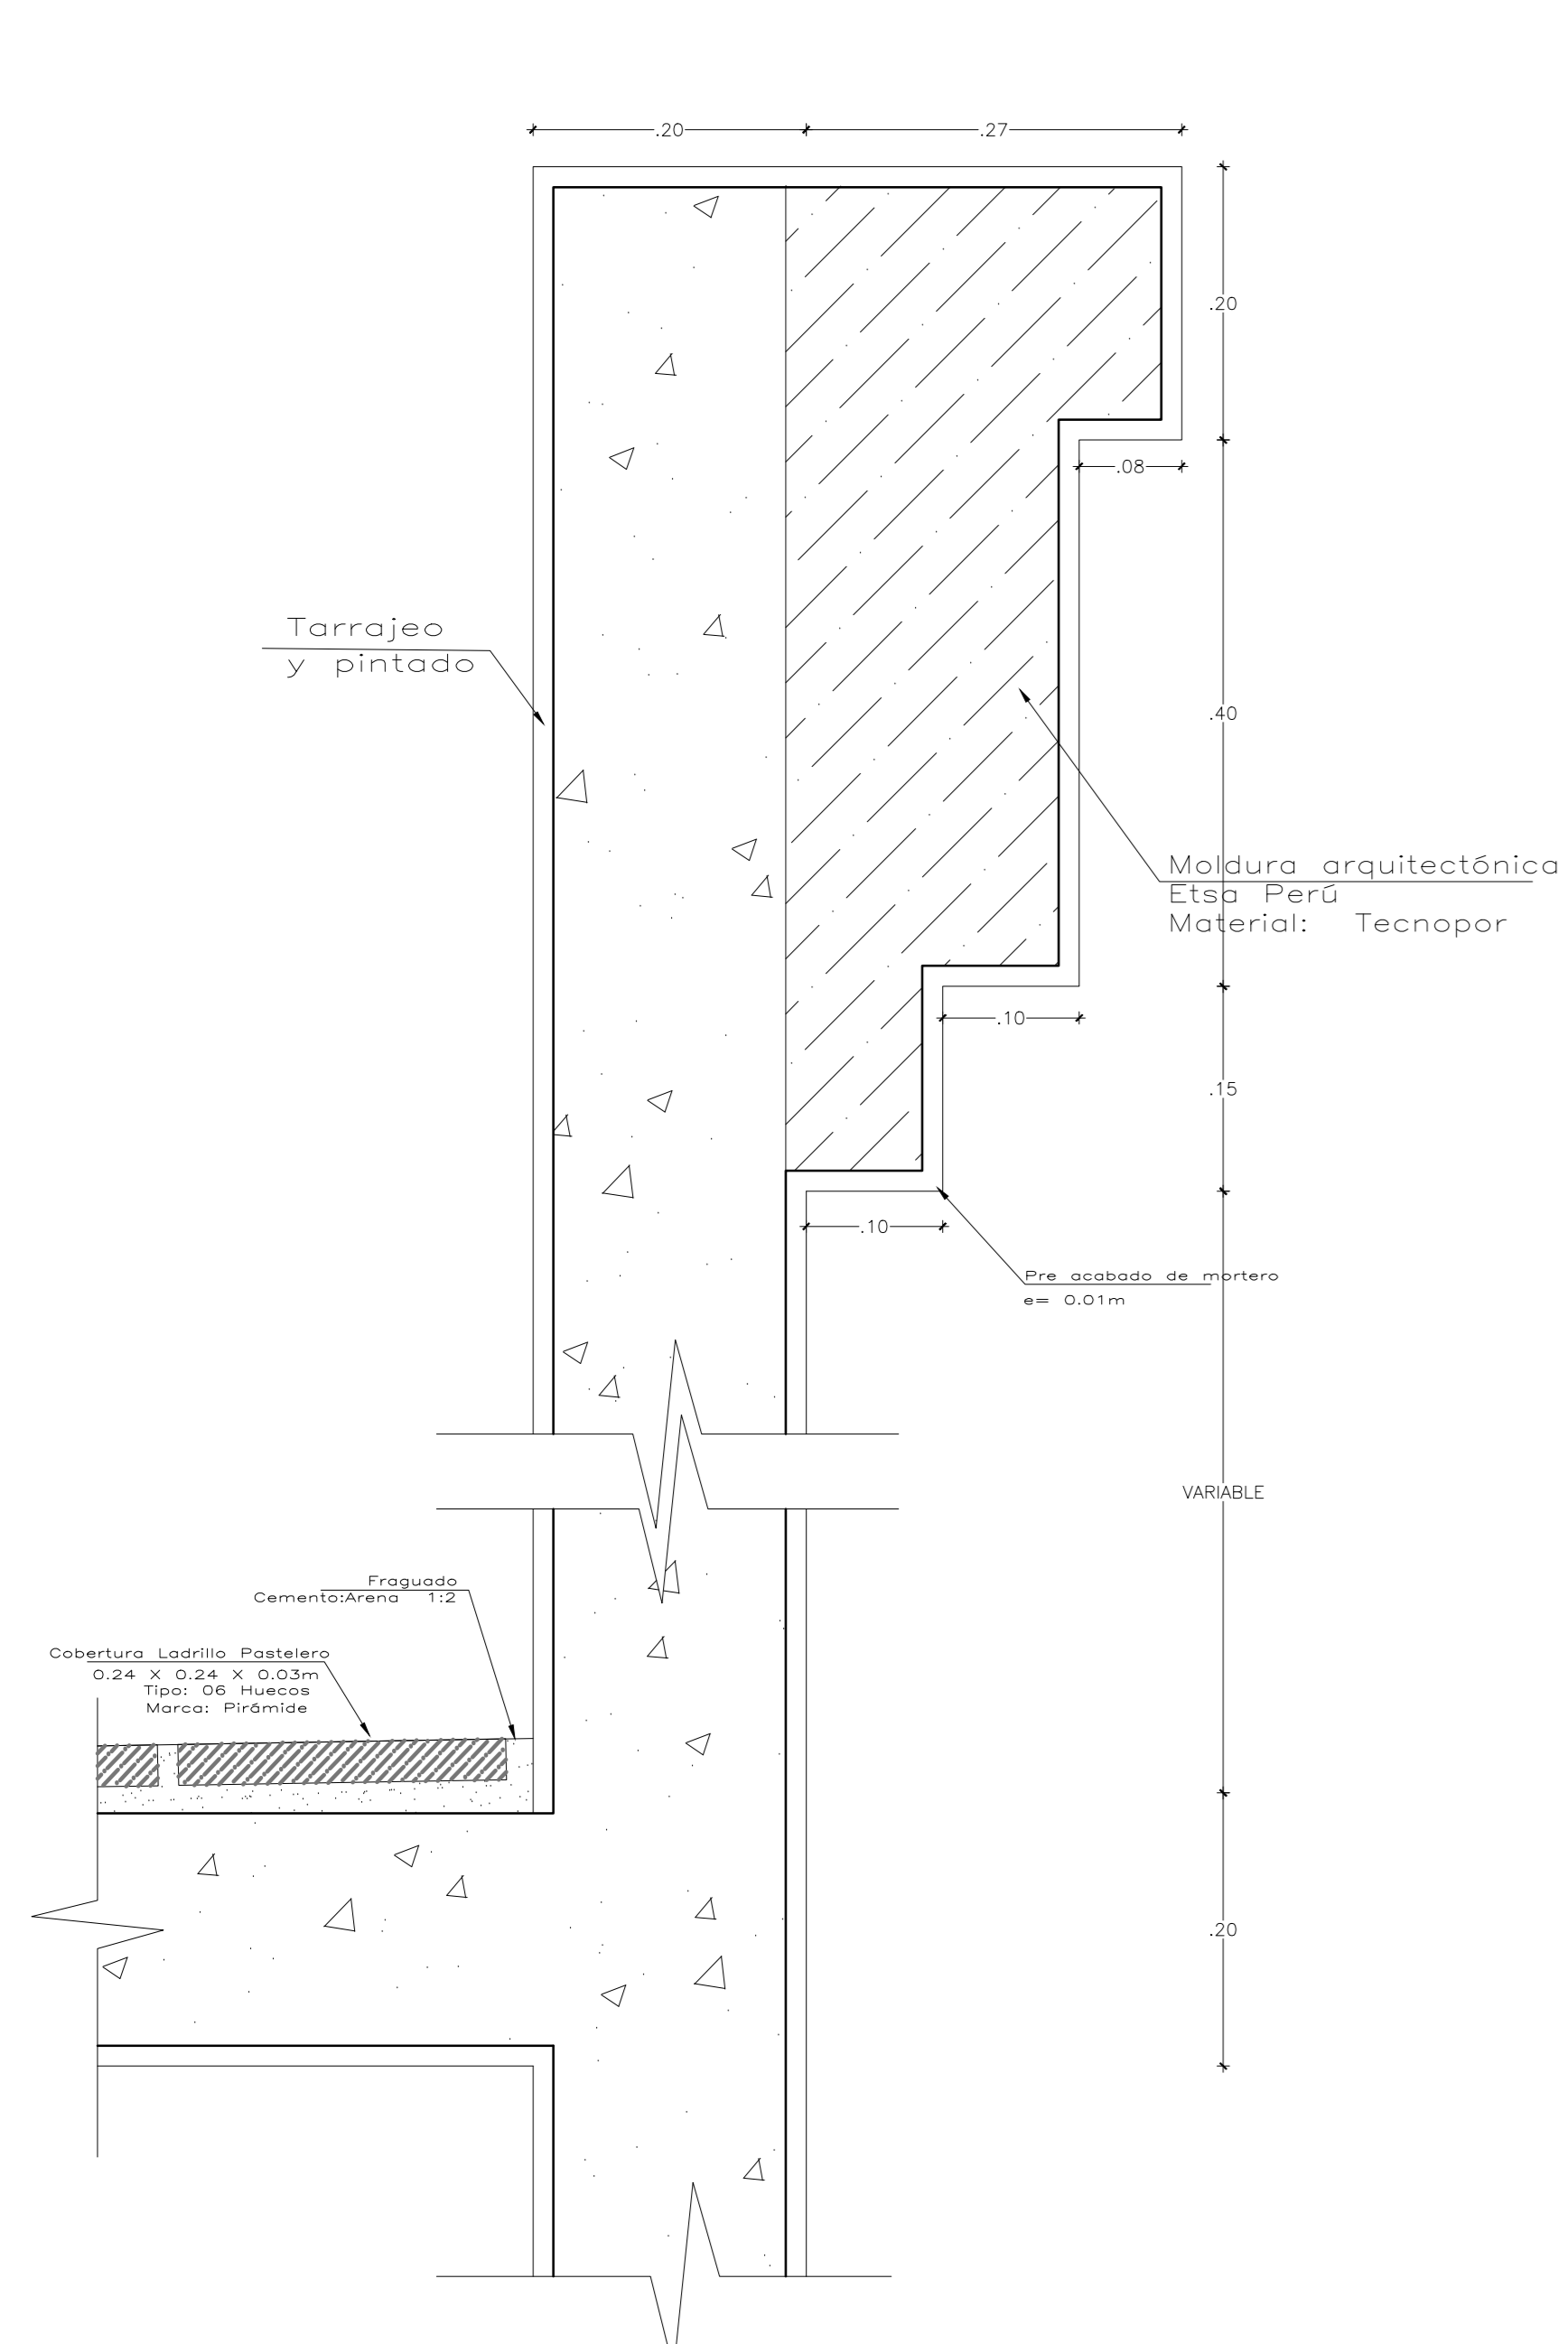 .20
.27
.20
.08
Tarrajeo
y pintado
.40
Moldura arquitectónica
Etsa Perú
Material: Tecnopor
.10
.15
.10
Pre acabado de mortero
e= 0.01m
VARIABLE
Fraguado
Cemento:Arena 1:2
Cobertura Ladrillo Pastelero
0.24 X 0.24 X 0.03m
Tipo: 06 Huecos
Marca: Pirámide
.20